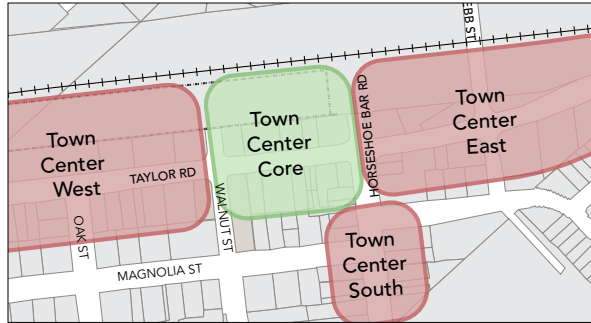 EBB ST
Town
Center
West
Town
Center
Core
Town
Center
East
HORSESHOE BAR RD
TAYLOR RD
WALNUT ST
OAK ST
MAGNOLIA ST
Town
Center
South